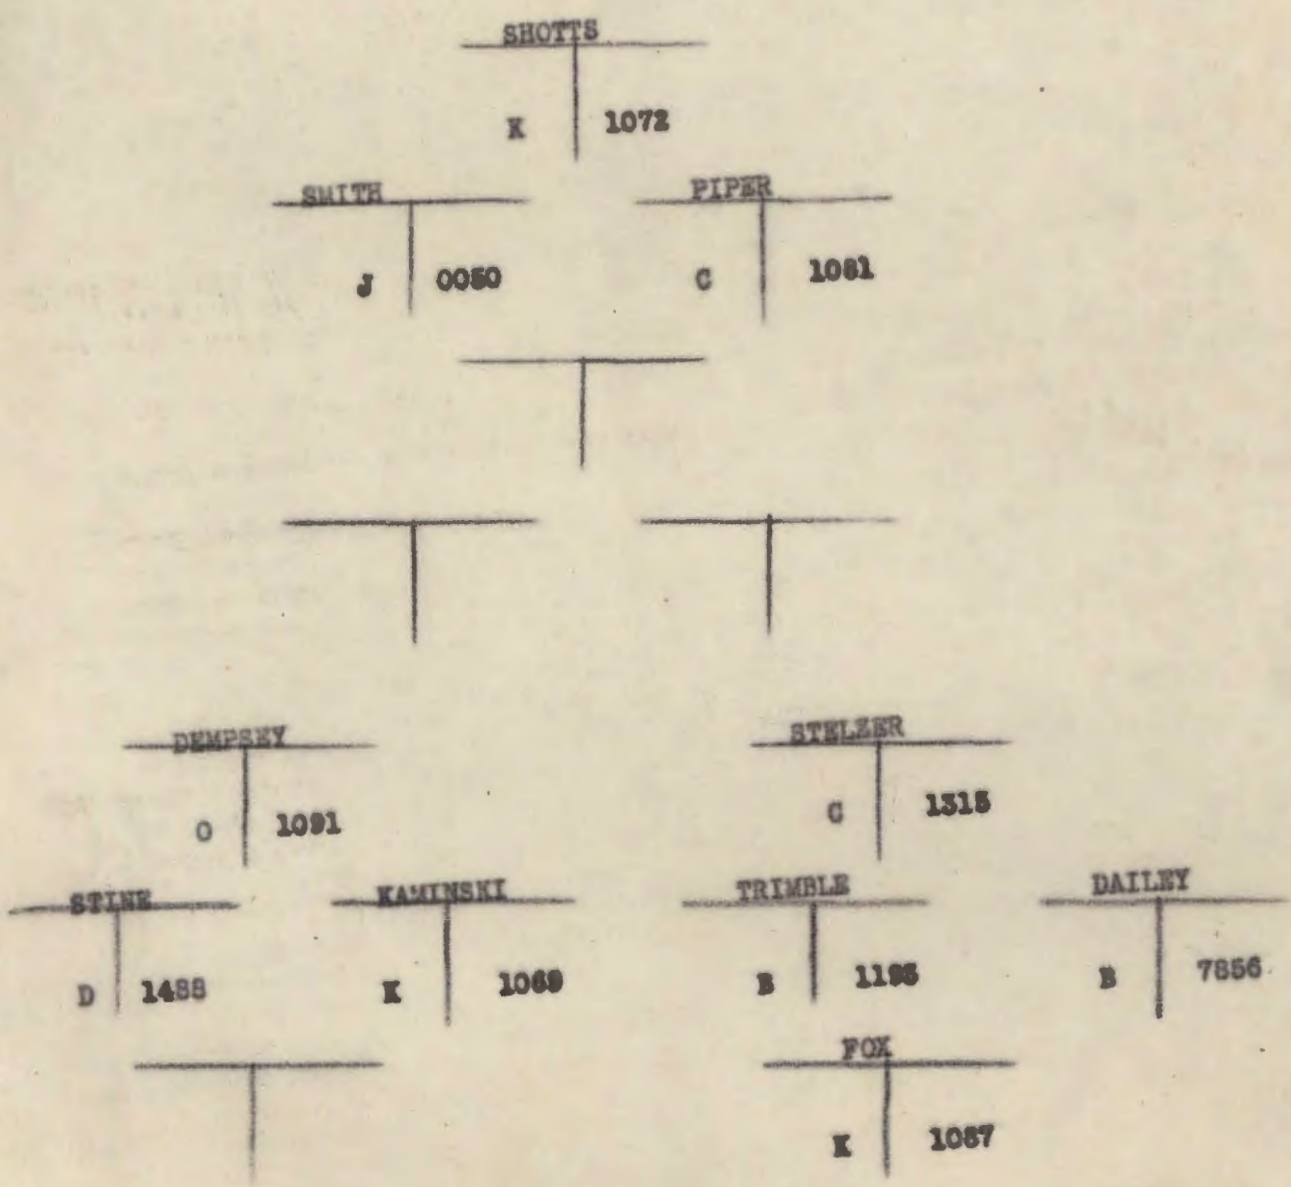 SHOTTS
K 1072
SMITH PIPER
J 0050 C 1081
DEMPSEY STELZER
O 1091 C 1315
STINE KAMINSKI TRIMBLE DAILEY
D 1488 K 1069 B 1193 B 7856
FOX
K 1087